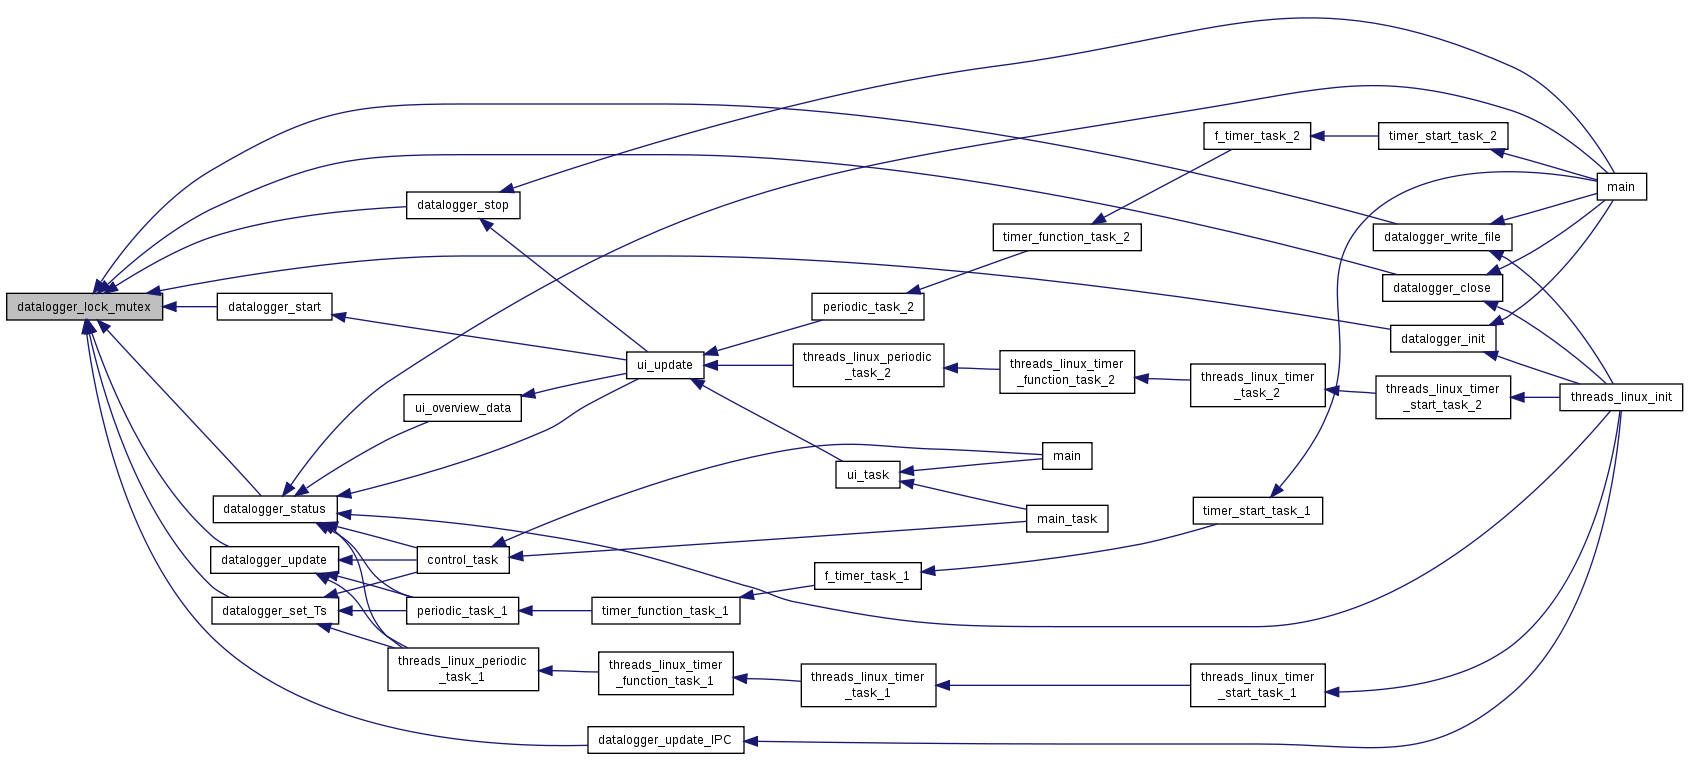 f_timer_task_2
timer_start_task_2
main
datalogger_stop
timer_function_task_2
datalogger_write_file
datalogger_close
datalogger_lock_mutex
datalogger_start
periodic_task_2
datalogger_init
ui_update
threads_linux_periodic
_task_2
threads_linux_timer
_function_task_2
threads_linux_timer
_task_2
threads_linux_timer
_start_task_2
threads_linux_init
ui_overview_data
main
ui_task
datalogger_status
timer_start_task_1
main_task
datalogger_update
control_task
f_timer_task_1
datalogger_set_Ts
periodic_task_1
timer_function_task_1
threads_linux_periodic
_task_1
threads_linux_timer
_function_task_1
threads_linux_timer
_task_1
threads_linux_timer
_start_task_1
datalogger_update_IPC